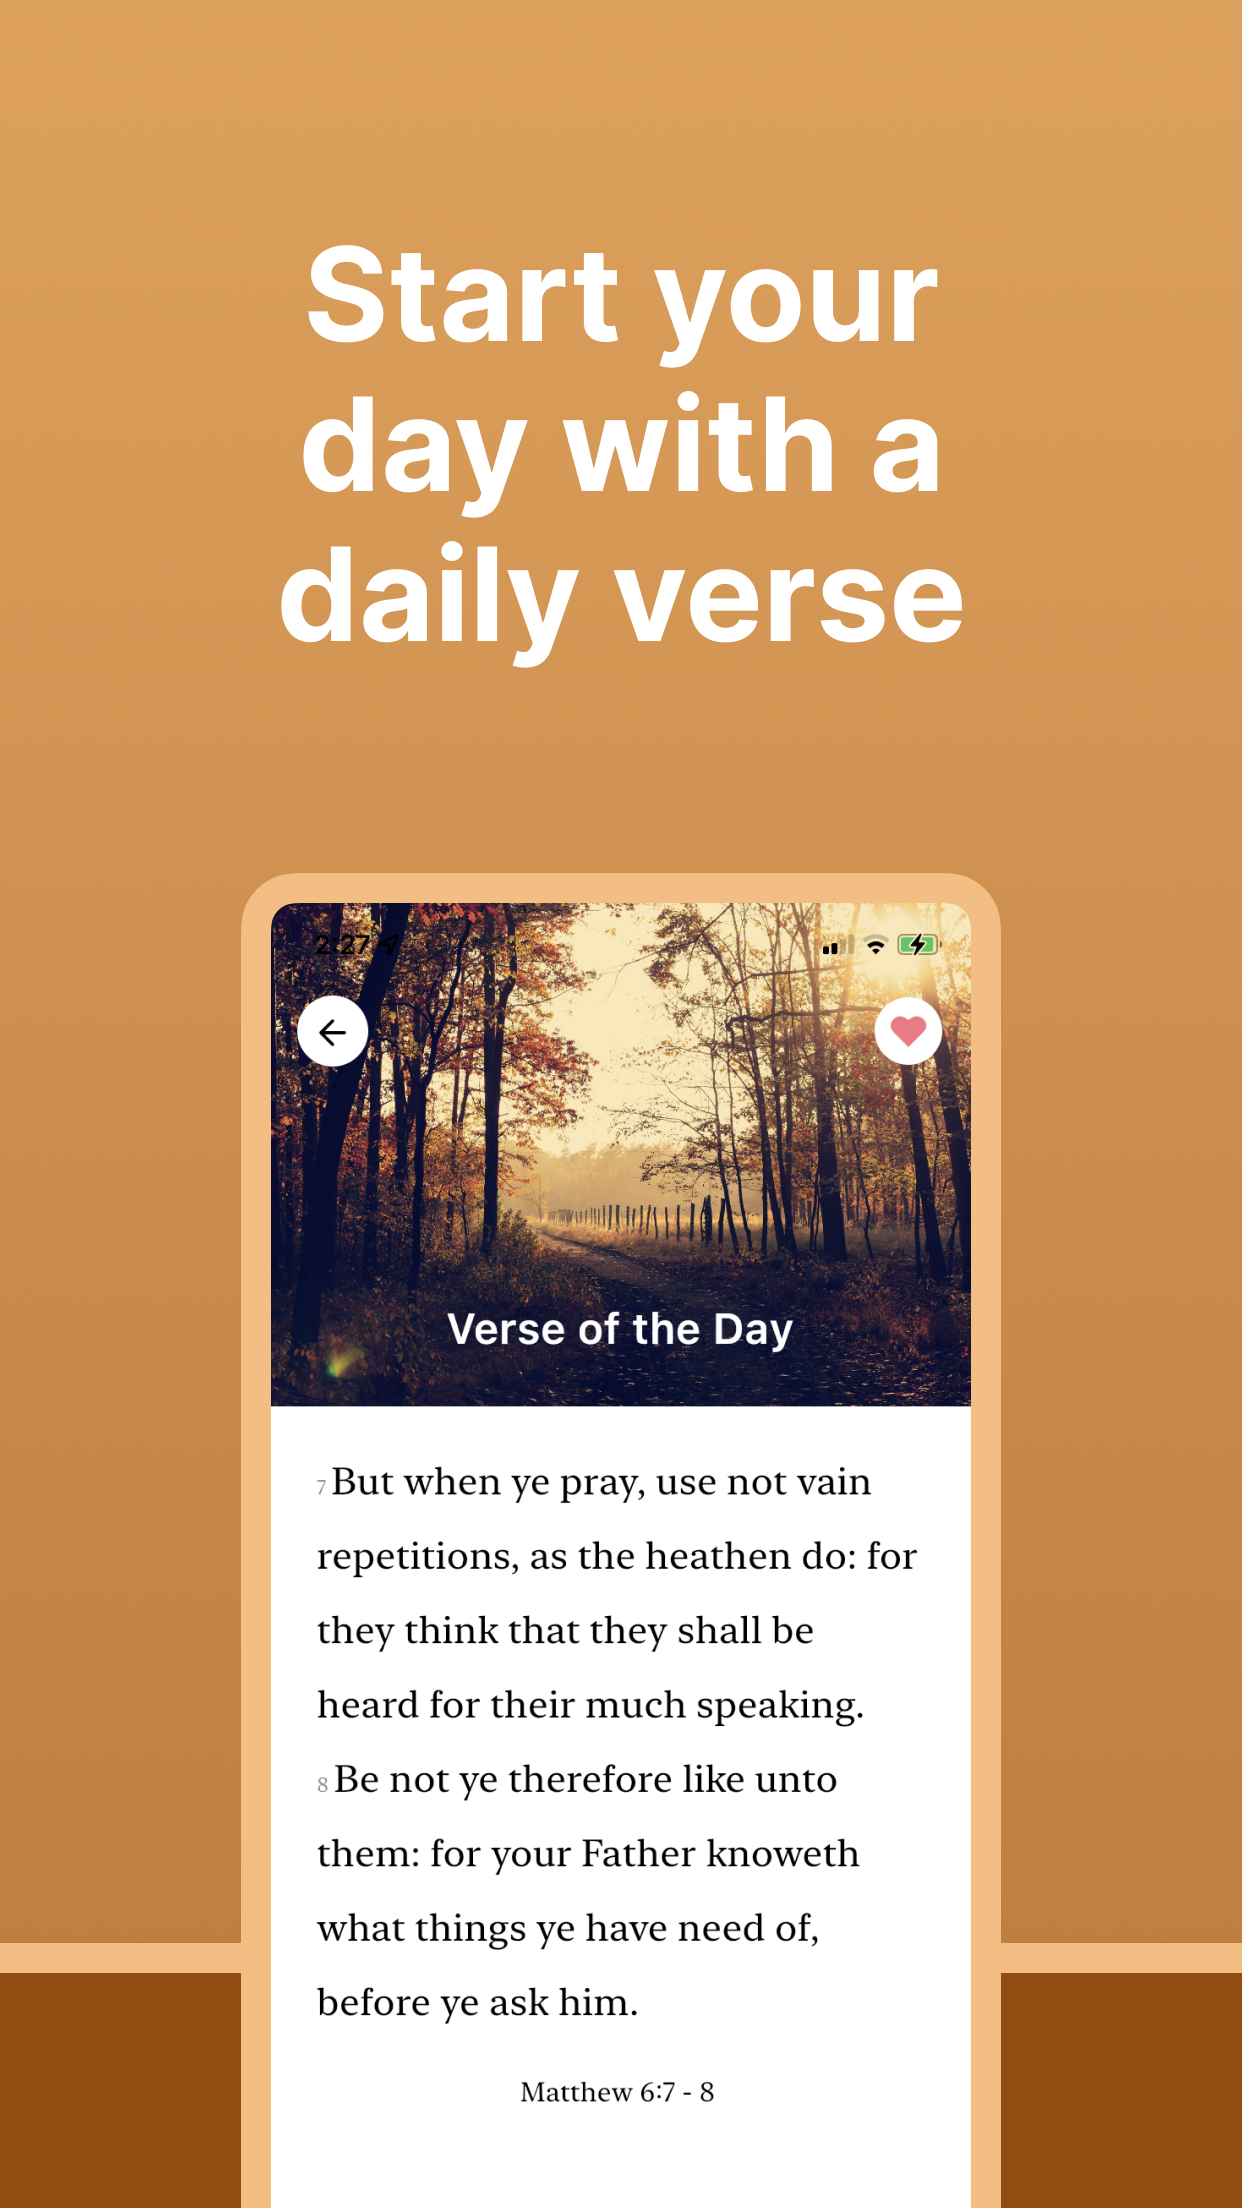 Start your
day with a
daily verse
2:27
Verse of the Day
7 But when ye pray, use not vain
repetitions, as the heathen do: for
they think that they shall be
heard for their much speaking.
8 Be not ye therefore like unto
them: for your Father knoweth
what things ye have need of,
before ye ask him.
Matthew 6:7 - 8